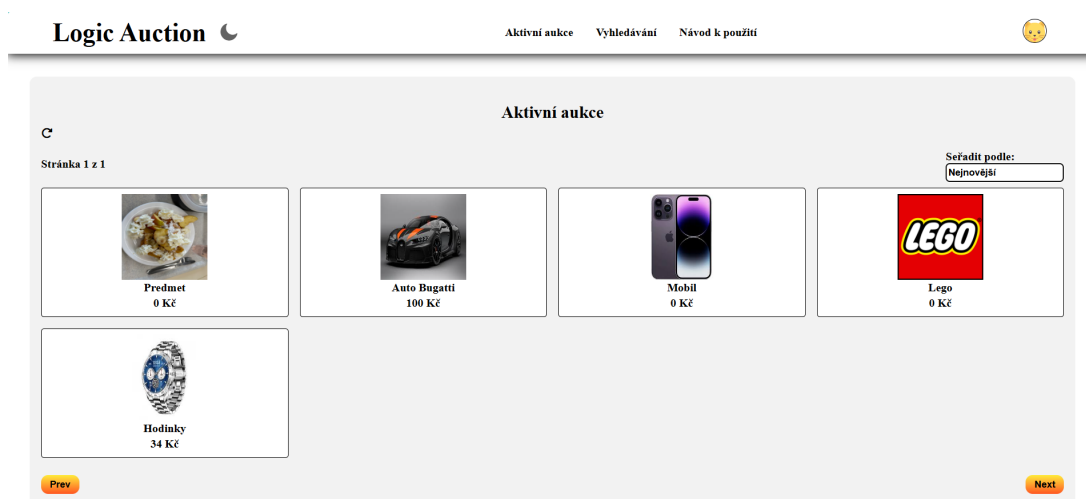 Logic Auction
Aktivní aukce Vyhledávání Návod k použití
Aktivní aukce
Stránka 1 z 1
Seřadit podle:
Nejnovější
Predmet
0 Kč
Auto Bugatti
100 Kč
Mobil
0 Kč
LEGO
Lego
0 Kč
Hodinky
34 Kč
Prev
Next